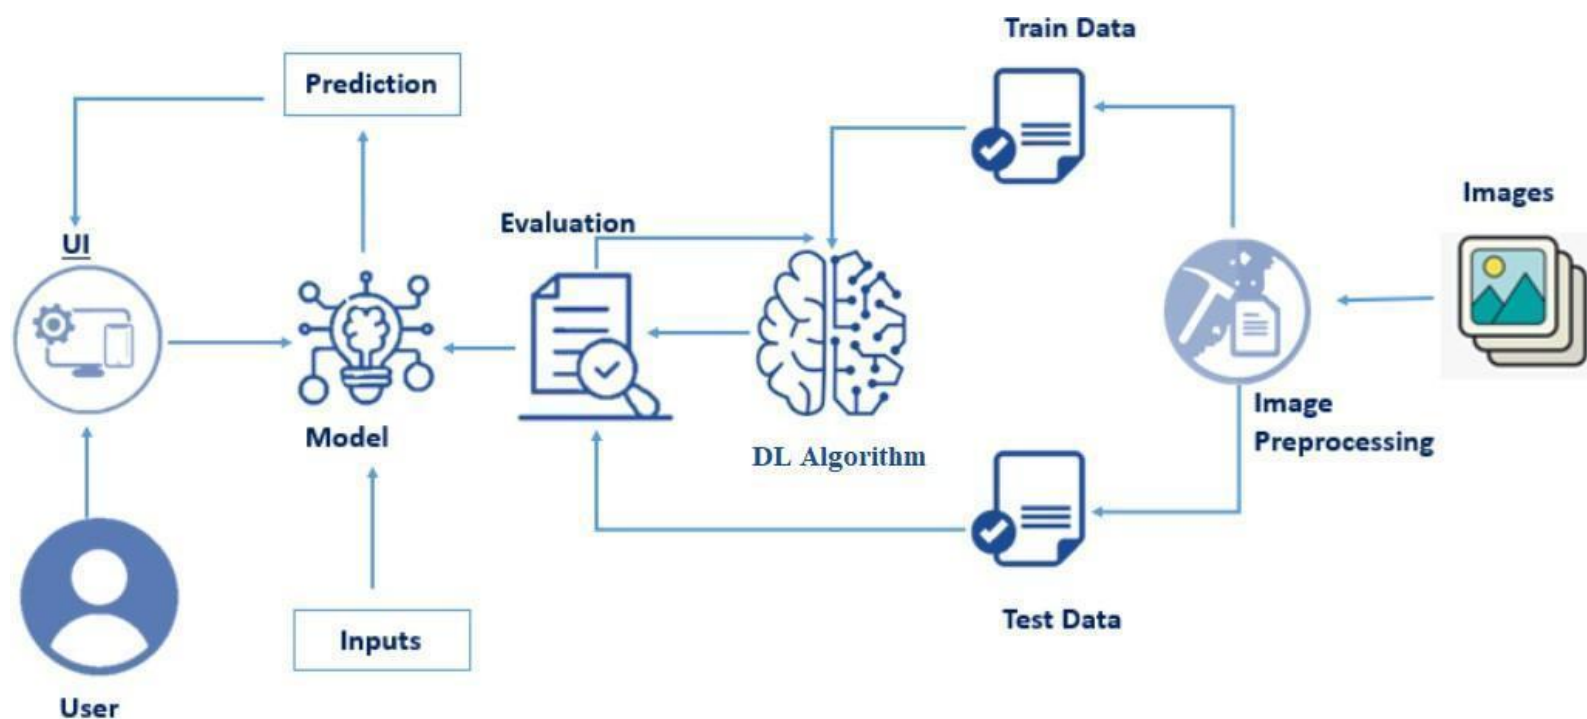 Train Data
Prediction
Images
Evaluation
UI
Image
Preprocessing
Model
DL Algorithm
Test Data
Inputs
User